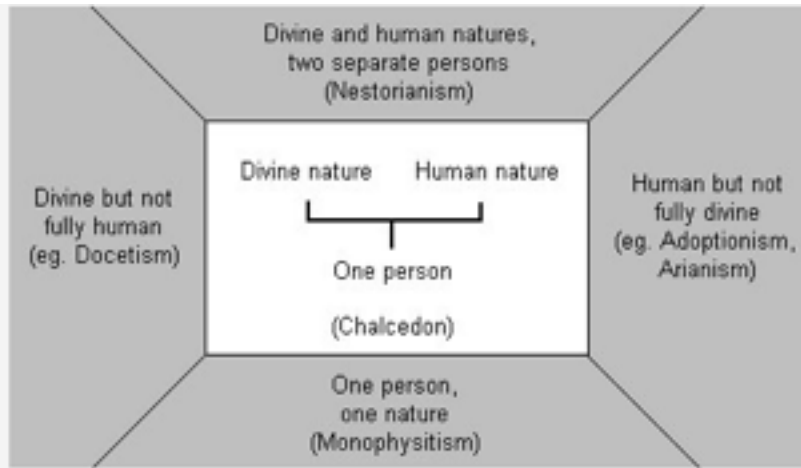 Divine and human natures,
two separate persons
(Nestorianism)
Divine but not
fully human
(eg. Docetism)
Divine nature
Human nature
One person
(Chalcedon)
Human but not
fully divine
(eg. Adoptionism,
Arianism)
One person,
one nature
(Monophysitism)